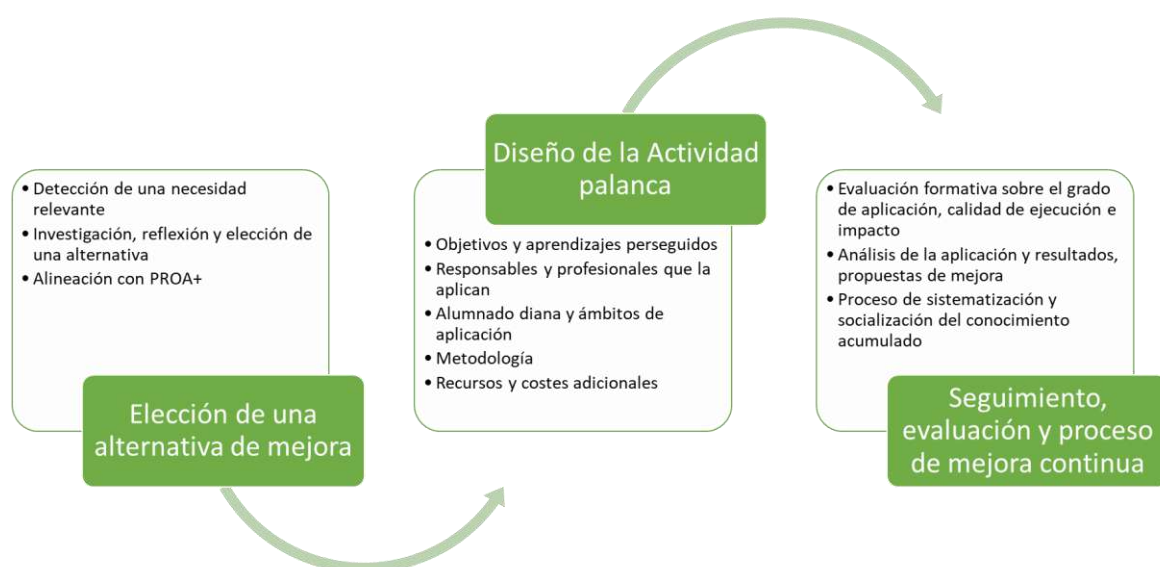 • Detección de una necesidad
relevante
• Investigación, reflexión y elección de
una alternativa
• Alineación con PROA+
Elección de una
alternativa de mejora
Diseño de la Actividad
palanca
• Objetivos y aprendizajes perseguidos
• Responsables y profesionales que la
aplican
• Alumnado diana y ámbitos de
aplicación
• Metodología
• Recursos y costes adicionales
• Evaluación formativa sobre el grado
de aplicación, calidad de ejecución e
impacto
• Análisis de la aplicación y resultados,
propuestas de mejora
• Proceso de sistematización y
socialización del conocimiento
acumulado
Seguimiento,
evaluación y proceso
de mejora continua